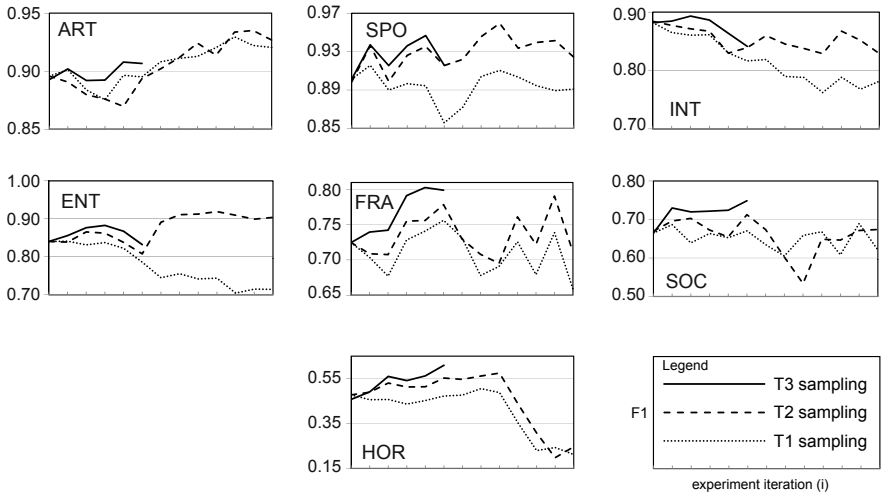 ART
0.95
0.90
0.85
SPO
0.97
0.93
0.89
0.85
INT
0.90
0.80
0.70
ENT
1.00
0.90
0.80
0.70
FRA
0.80
0.75
0.70
0.65
SOC
0.80
0.70
0.60
0.50
HOR
0.55
0.35
0.15
Legend
T3 sampling
F1
T2 sampling
T1 sampling
experiment iteration (i)